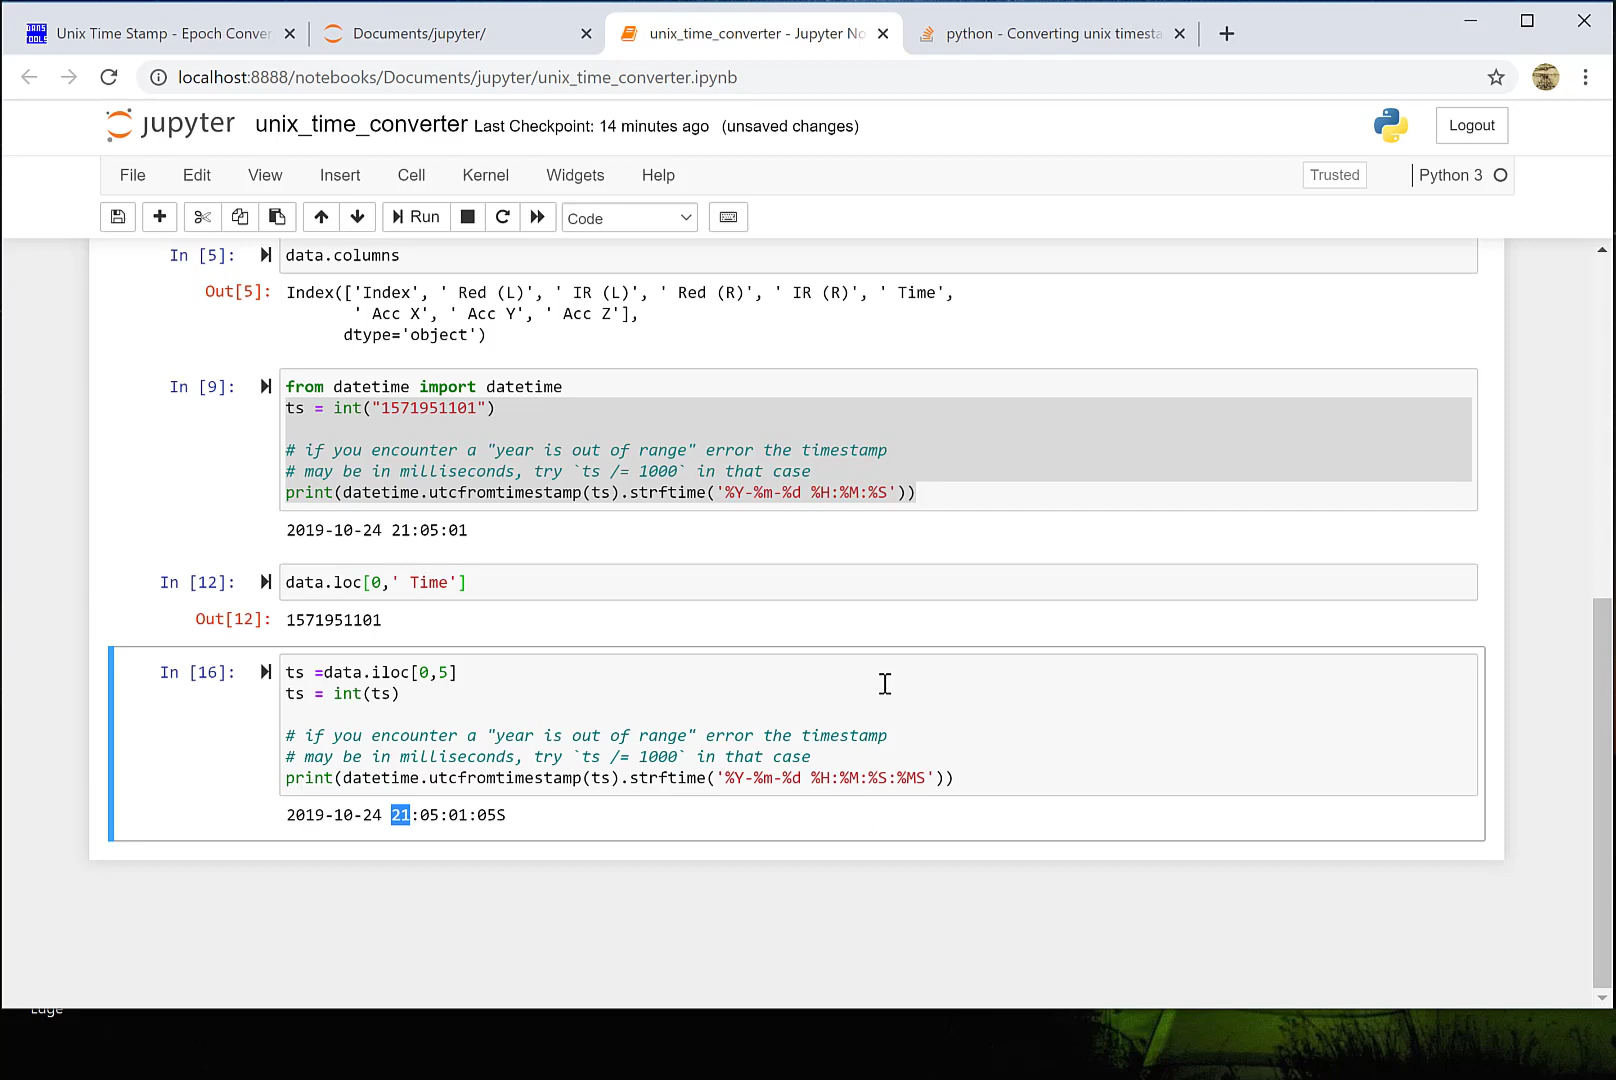 DANS TOOLS
Unix Time Stamp - Epoch Conver
Documents/jupyter/
unix_time_converter - Jupyter No
python - Converting unix timesta
localhost:8888/notebooks/Documents/jupyter/unix_time_converter.ipynb
jupyter unix_time_converter Last Checkpoint: 14 minutes ago (unsaved changes)
Logout
File Edit View Insert Cell Kernel Widgets Help
Trusted Python 3
Run Code
In [5]: data.columns
Out[5]: Index(['Index', ' Red (L)', ' IR (L)', ' Red (R)', ' IR (R)', ' Time',
' Acc X', ' Acc Y', ' Acc Z'],
dtype='object')
In [9]: from datetime import datetime
ts = int("1571951101")
# if you encounter a "year is out of range" error the timestamp
# may be in milliseconds, try `ts /= 1000` in that case
print(datetime.utcfromtimestamp(ts).strftime('%Y-%m-%d %H:%M:%S'))
2019-10-24 21:05:01
In [12]: data.loc[0,' Time']
Out[12]: 1571951101
In [16]: ts =data.iloc[0,5]
ts = int(ts)
# if you encounter a "year is out of range" error the timestamp
# may be in milliseconds, try `ts /= 1000` in that case
print(datetime.utcfromtimestamp(ts).strftime('%Y-%m-%d %H:%M:%S:%MS'))
2019-10-24 21:05:01:05S